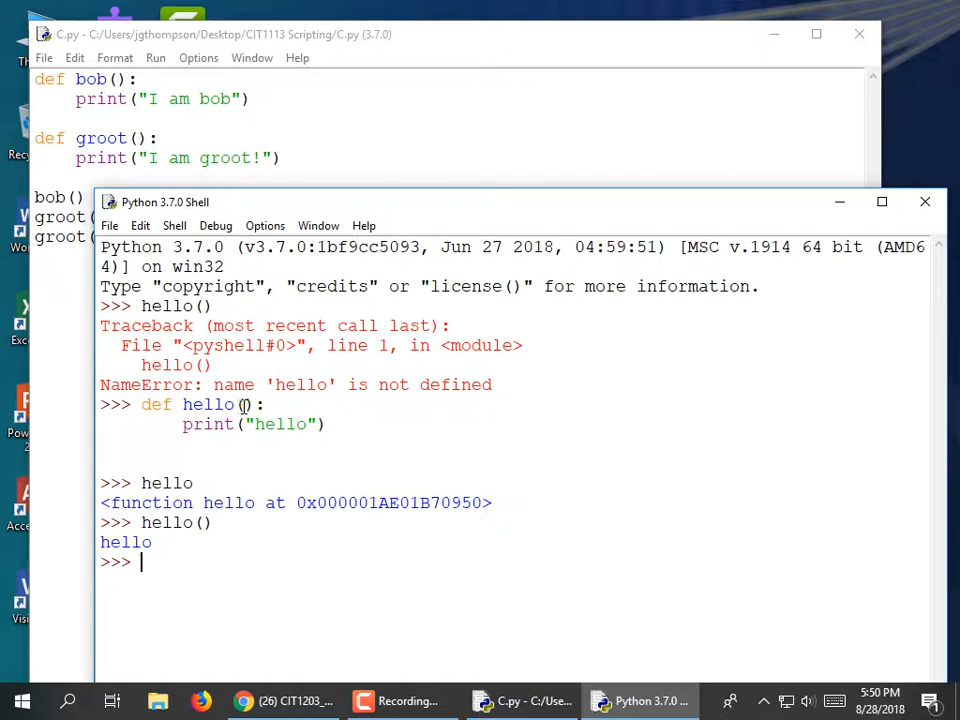 C.py - C:/Users/jgthompson/Desktop/CIT1113 Scripting/C.py (3.7.0)
File Edit Format Run Options Window Help
def bob():
print("I am bob")
def groot():
print("I am groot!")
bob()
groot(
groot(
Python 3.7.0 Shell
File Edit Shell Debug Options Window Help
Python 3.7.0 (v3.7.0:1bf9cc5093, Jun 27 2018, 04:59:51) [MSC v.1914 64 bit (AMD6
4)] on win32
Type "copyright", "credits" or "license()" for more information.
>>> hello()
Traceback (most recent call last):
File "<pyshell#0>", line 1, in <module>
hello()
NameError: name 'hello' is not defined
>>> def hello():
print("hello")
>>> hello
<function hello at 0x000001AE01B70950>
>>> hello()
hello
>>>
(26) CIT1203_... Recording... C.py - C:/Use... Python 3.7.0 ...
5:50 PM
8/28/2018